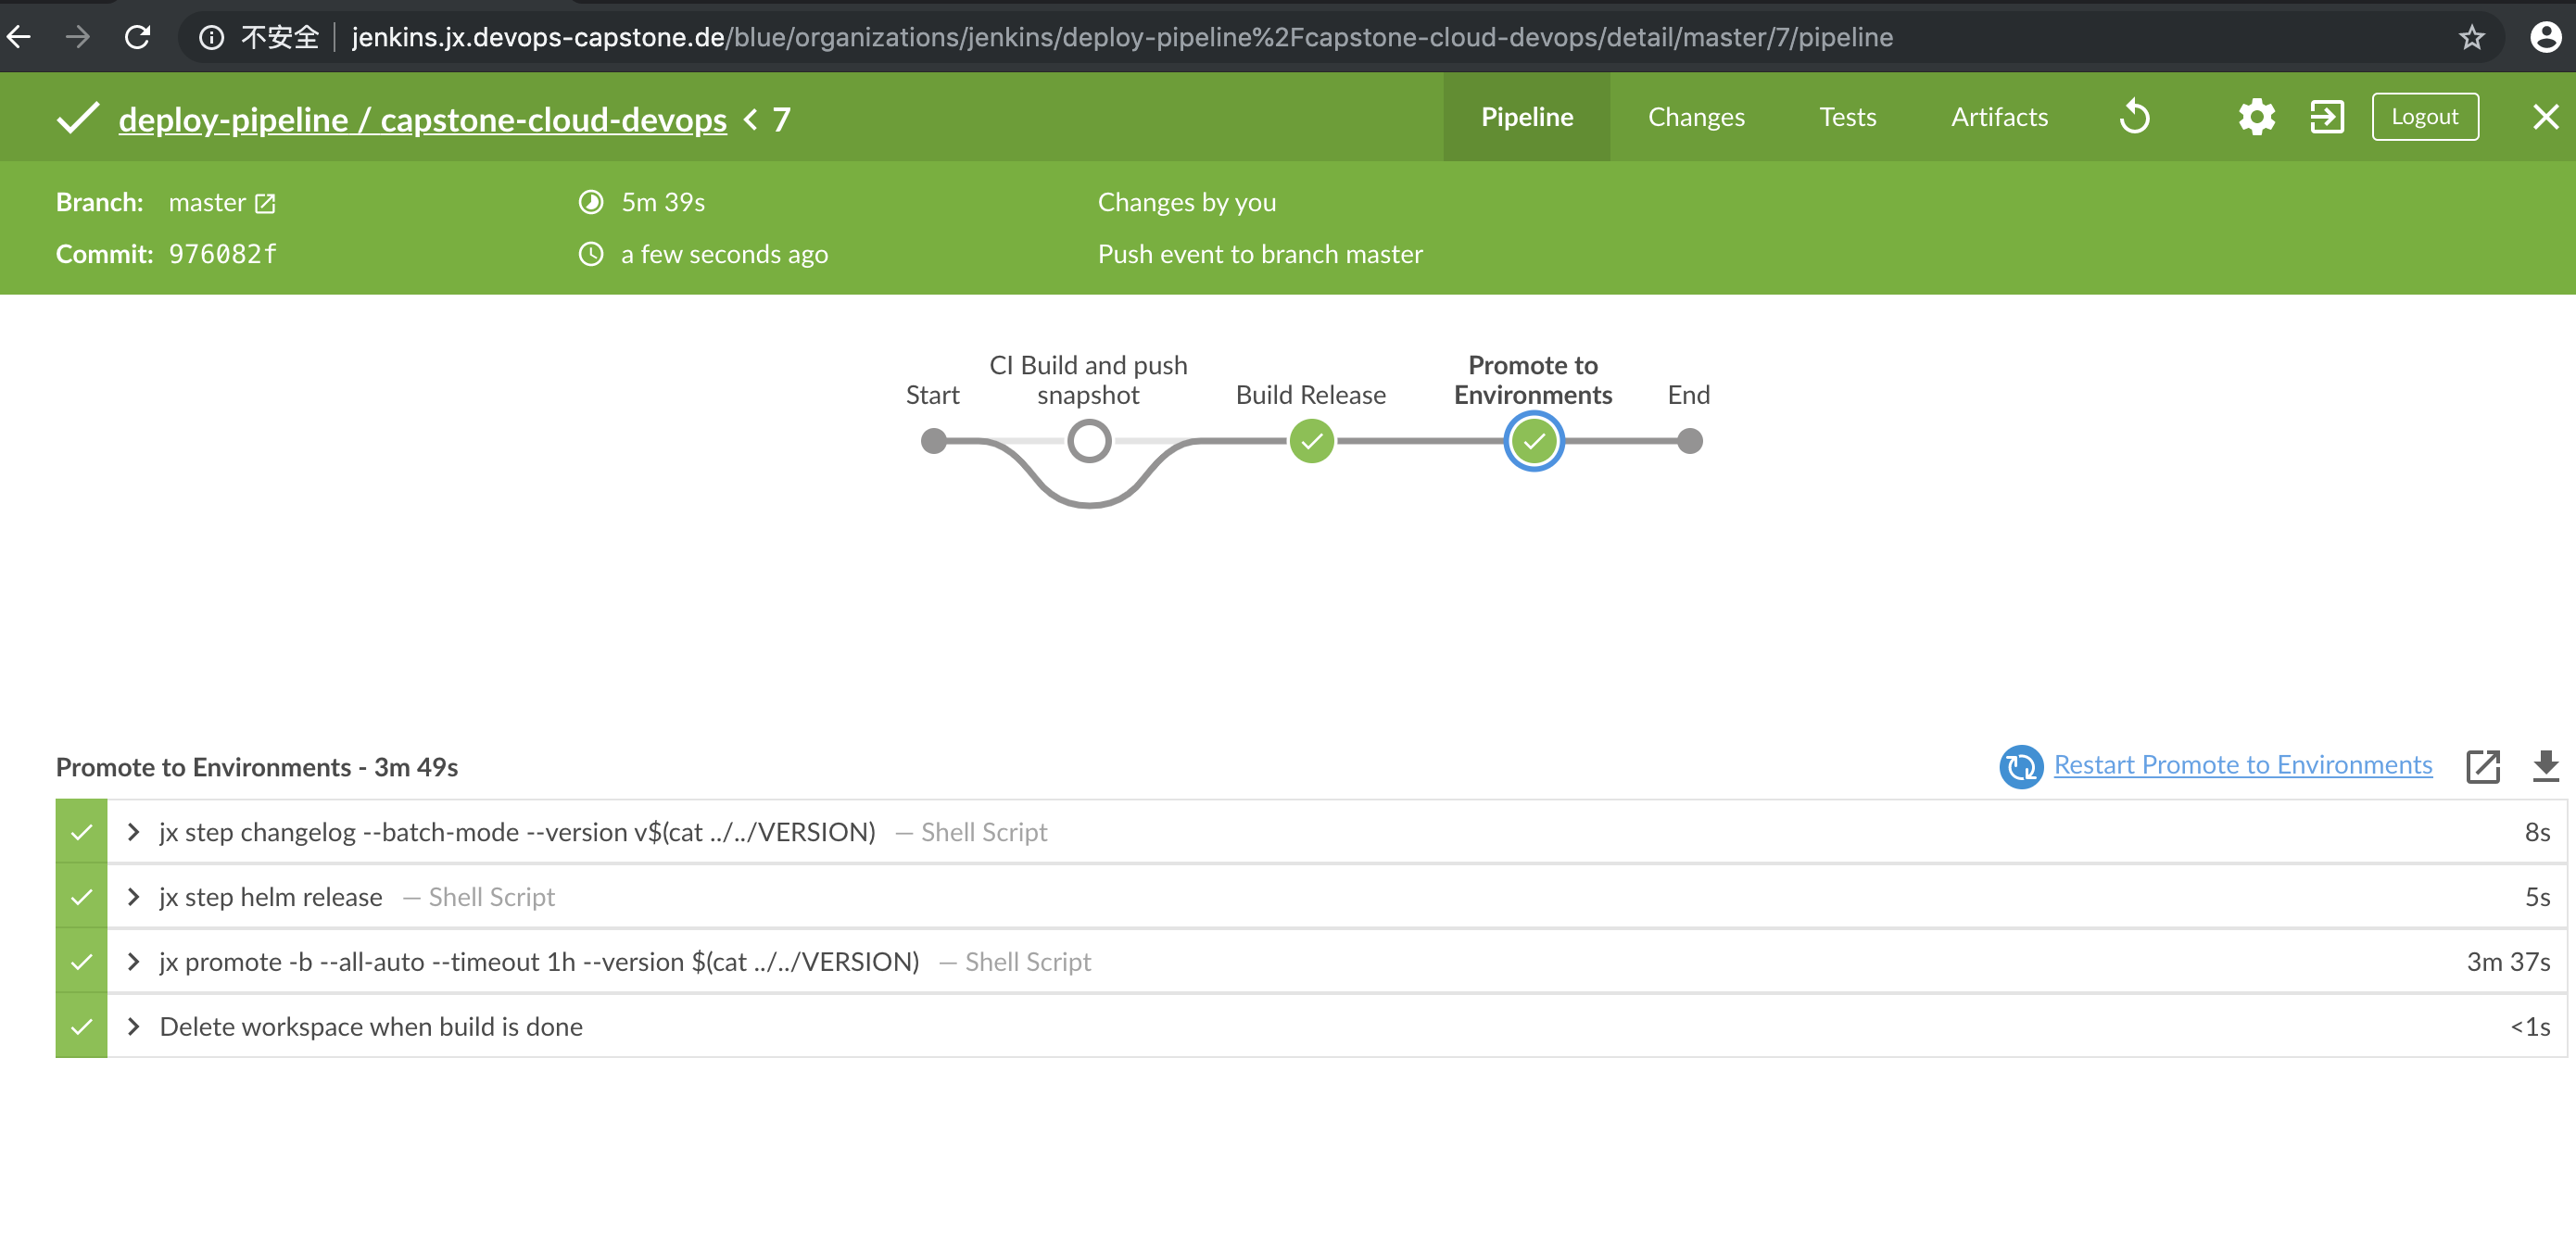 不安全 jenkins.jx.devops-capstone.de/blue/organizations/jenkins/deploy-pipeline%2Fcapstone-cloud-devops/detail/master/7/pipeline
deploy-pipeline / capstone-cloud-devops < 7 Pipeline Changes Tests Artifacts Logout
Branch: master 5m 39s Changes by you
Commit: 976082f a few seconds ago Push event to branch master
Start
CI Build and push
snapshot
Build Release
Promote to
Environments
End
Promote to Environments - 3m 49s Restart Promote to Environments
jx step changelog --batch-mode --version v$(cat ../../VERSION) — Shell Script 8s
jx step helm release — Shell Script 5s
jx promote -b --all-auto --timeout 1h --version $(cat ../../VERSION) — Shell Script 3m 37s
Delete workspace when build is done <1s